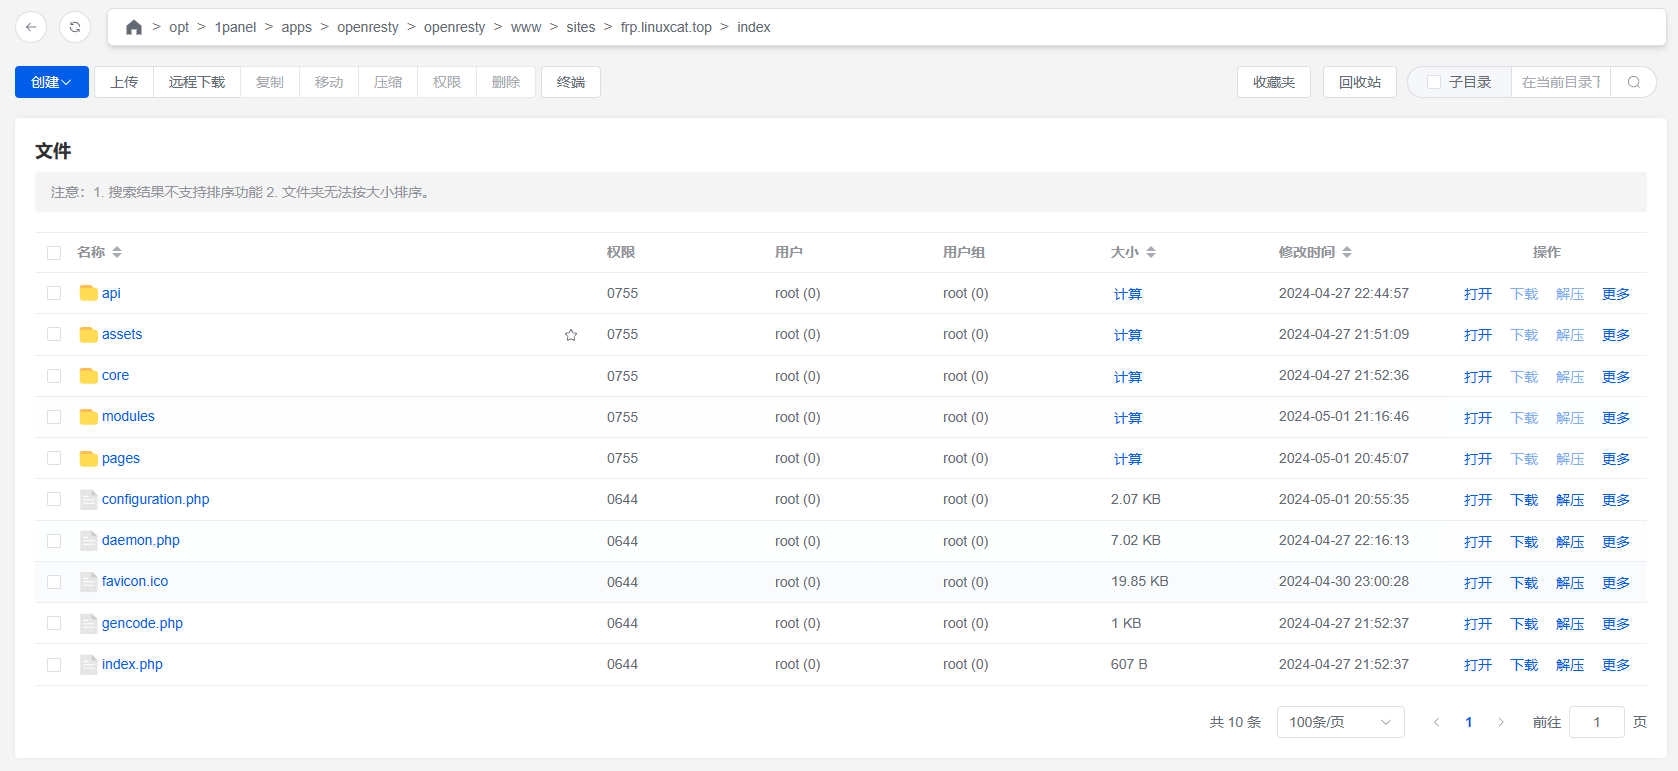 > opt > 1panel > apps > openresty > openresty > www > sites > frp.linuxcat.top > index
创建 上传 远程下载 复制 移动 压缩 权限 删除 终端 收藏夹 回收站 子目录 在当前目录下
文件
注意：1. 搜索结果不支持排序功能 2. 文件夹无法按大小排序。
名称 权限 用户 用户组 大小 修改时间 操作
api 0755 root (0) root (0) 计算 2024-04-27 22:44:57 打开 下载 解压 更多
assets 0755 root (0) root (0) 计算 2024-04-27 21:51:09 打开 下载 解压 更多
core 0755 root (0) root (0) 计算 2024-04-27 21:52:36 打开 下载 解压 更多
modules 0755 root (0) root (0) 计算 2024-05-01 21:16:46 打开 下载 解压 更多
pages 0755 root (0) root (0) 计算 2024-05-01 20:45:07 打开 下载 解压 更多
configuration.php 0644 root (0) root (0) 2.07 KB 2024-05-01 20:55:35 打开 下载 解压 更多
daemon.php 0644 root (0) root (0) 7.02 KB 2024-04-27 22:16:13 打开 下载 解压 更多
favicon.ico 0644 root (0) root (0) 19.85 KB 2024-04-30 23:00:28 打开 下载 解压 更多
gencode.php 0644 root (0) root (0) 1 KB 2024-04-27 21:52:37 打开 下载 解压 更多
index.php 0644 root (0) root (0) 607 B 2024-04-27 21:52:37 打开 下载 解压 更多
共 10 条 100条/页 1 前往 1 页